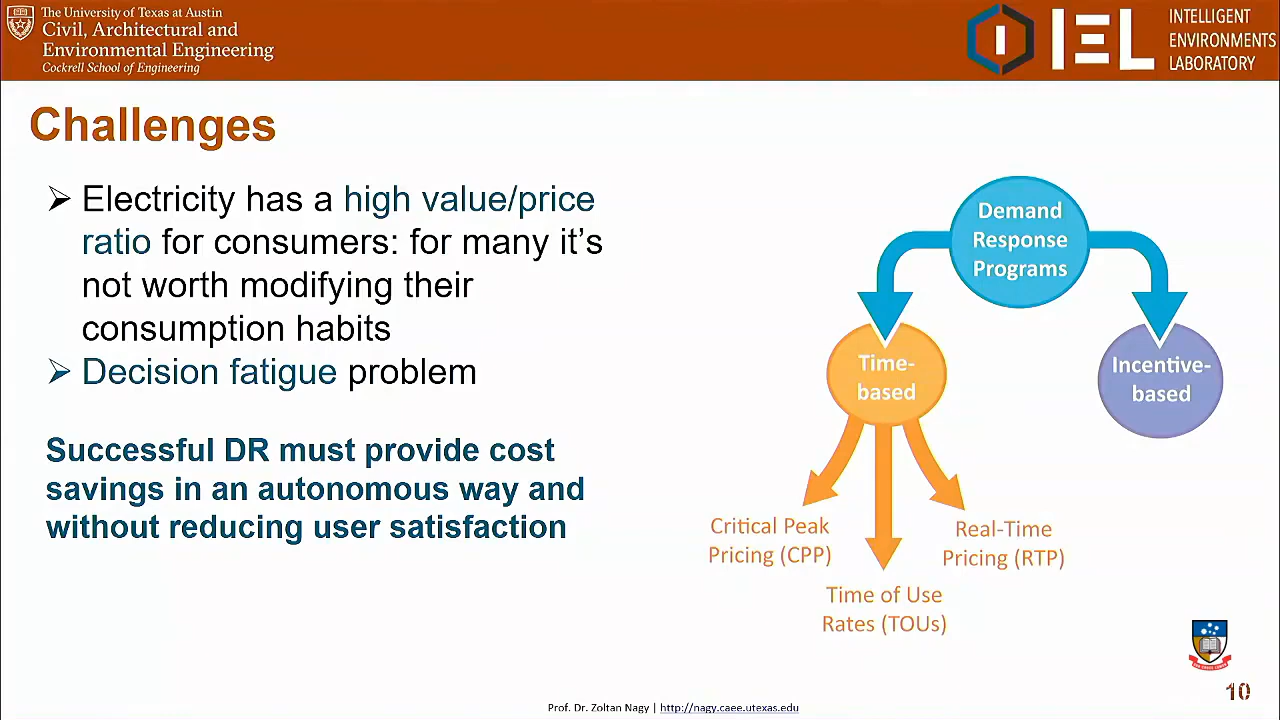 The University of Texas at Austin
Civil, Architectural and
Environmental Engineering
Cockrell School of Engineering
I
IEL
INTELLIGENT
ENVIRONMENTS
LABORATORY
Challenges
➢ Electricity has a high value/price
ratio for consumers: for many it's
not worth modifying their
consumption habits
➢ Decision fatigue problem
Successful DR must provide cost
savings in an autonomous way and
without reducing user satisfaction
Demand
Response
Programs
Time-
based
Incentive-
based
Critical Peak
Pricing (CPP)
Real-Time
Pricing (RTP)
Time of Use
Rates (TOUs)
10
Prof. Dr. Zoltan Nagy | http://nagy.caee.utexas.edu